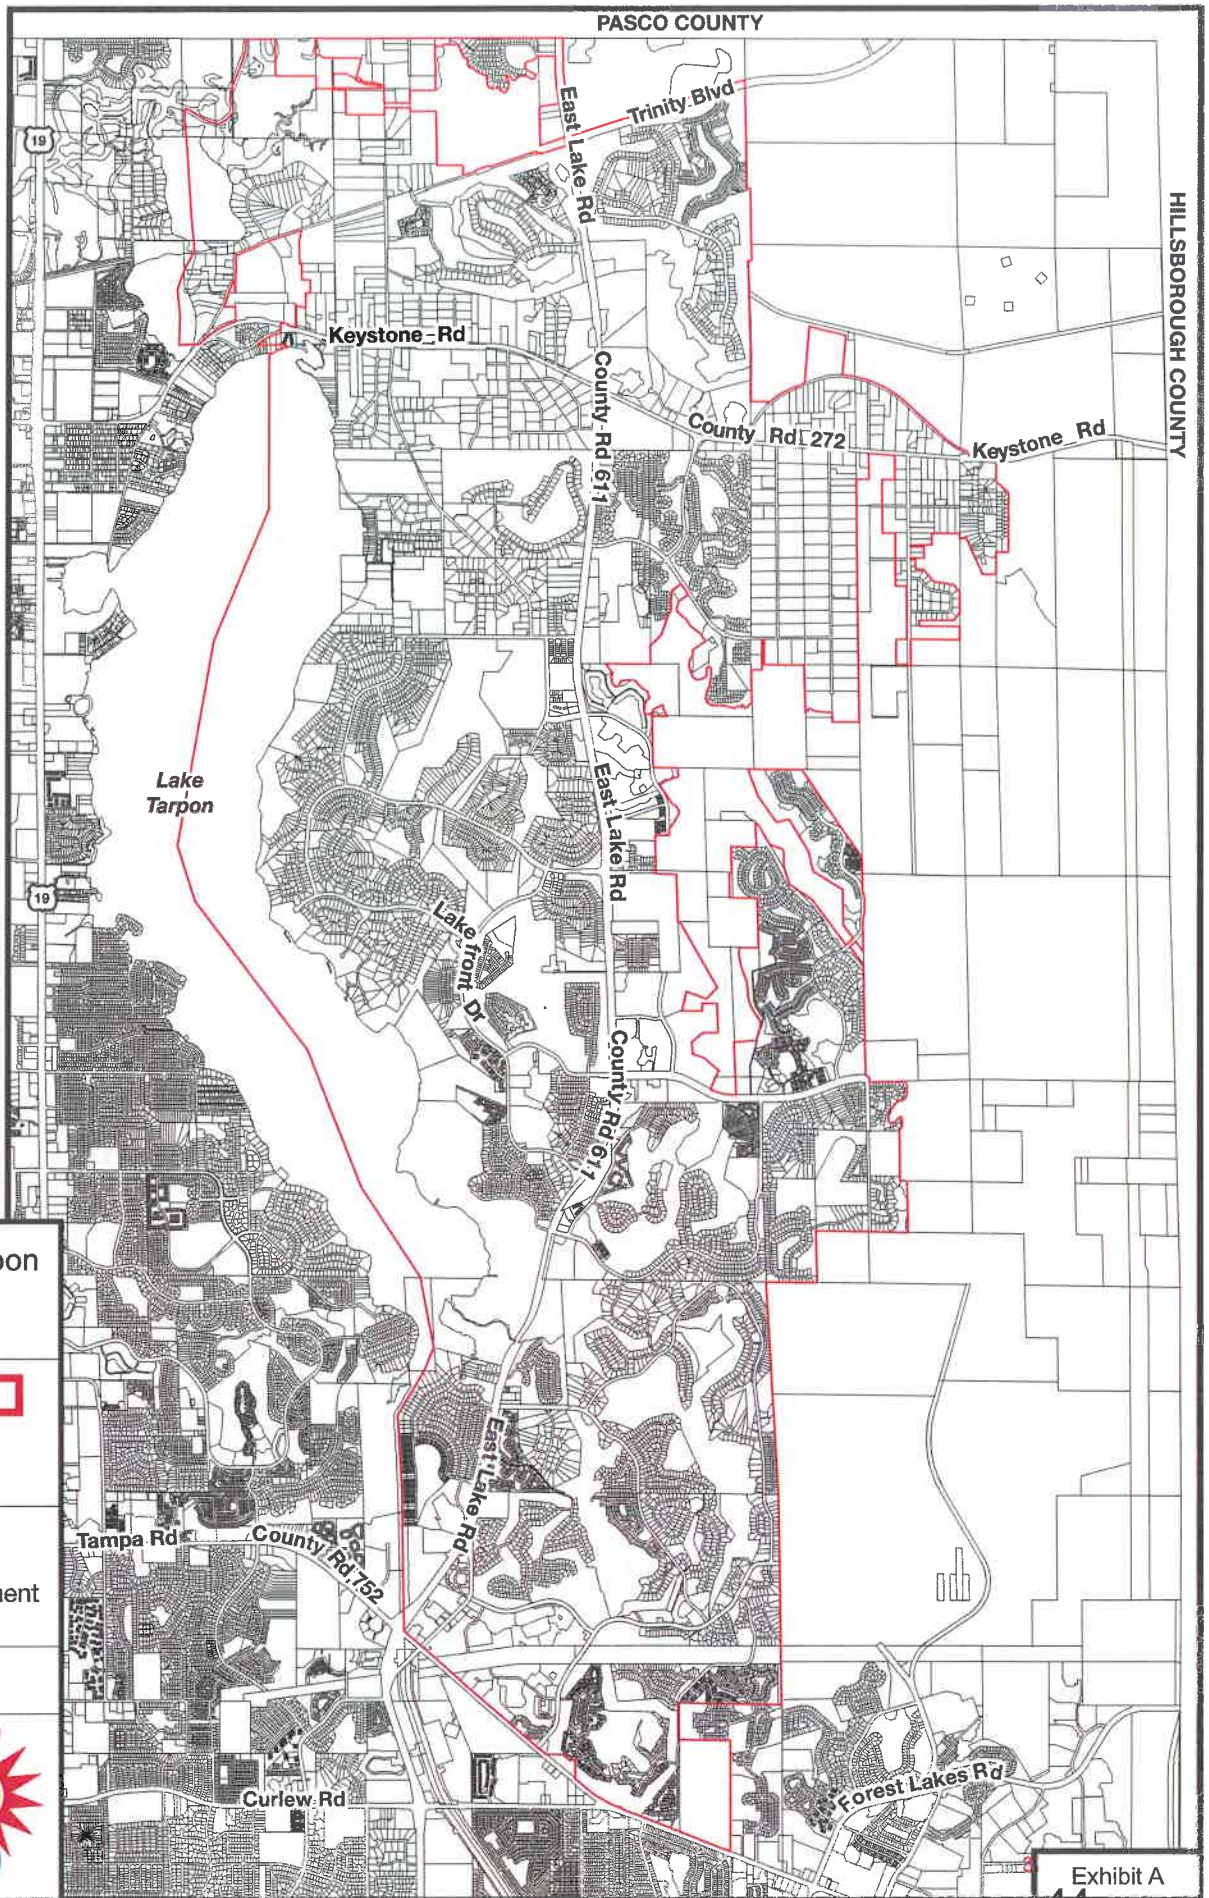 PASCO COUNTY
East Lake Rd
Trinity Blvd
19
HILLSBOROUGH COUNTY
Keystone Rd
County Rd 611
County Rd 272
Keystone Rd
Lake
Tarpon
East Lake Rd
19
Lakefront Dr
County Rd 611
East Lake Rd
Tampa Rd
County Rd 752
Curlew Rd
Forest Lakes Rd
Exhibit A